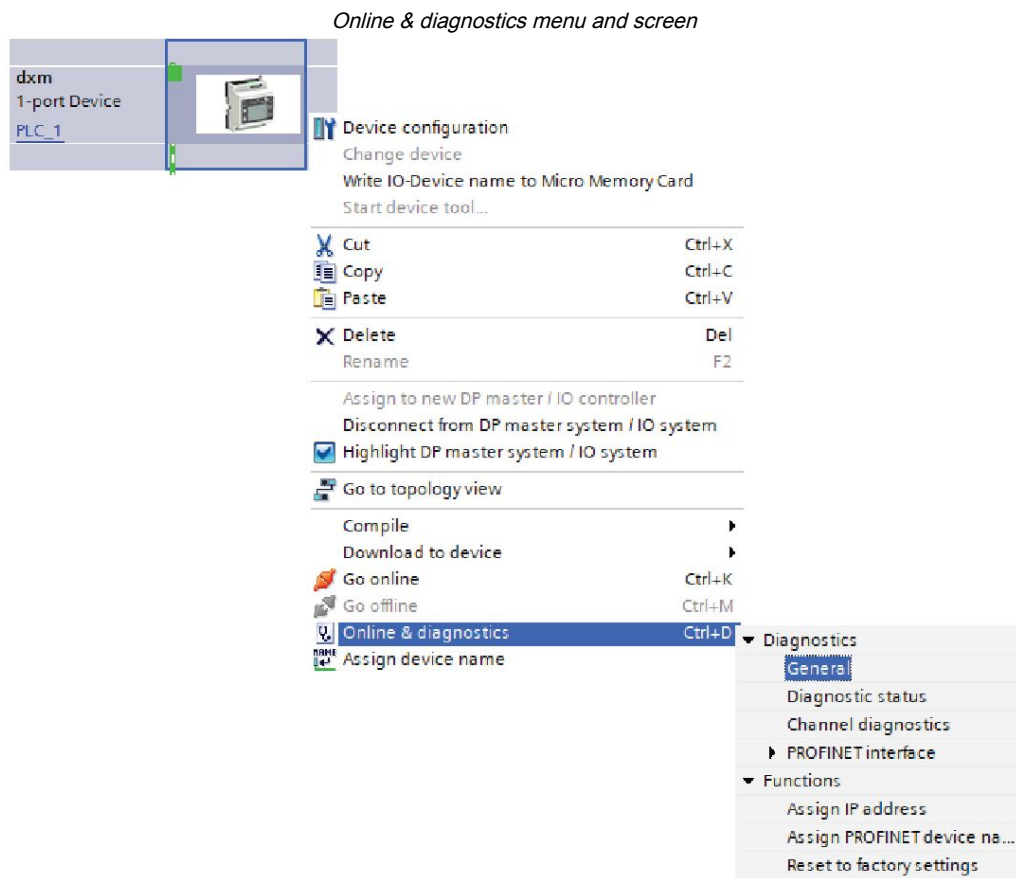 Online & diagnostics menu and screen
dxm
1-port Device
PLC_1
Device configuration
Change device
Write IO-Device name to Micro Memory Card
Start device tool...
Cut Ctrl+X
Copy Ctrl+C
Paste Ctrl+V
Delete Del
Rename F2
Assign to new DP master / IO controller
Disconnect from DP master system / IO system
Highlight DP master system / IO system
Go to topology view
Compile
Download to device
Go online Ctrl+K
Go offline Ctrl+M
Online & diagnostics Ctrl+D
NAME Assign device name
Diagnostics
General
Diagnostic status
Channel diagnostics
PROFINET interface
Functions
Assign IP address
Assign PROFINET device na...
Reset to factory settings